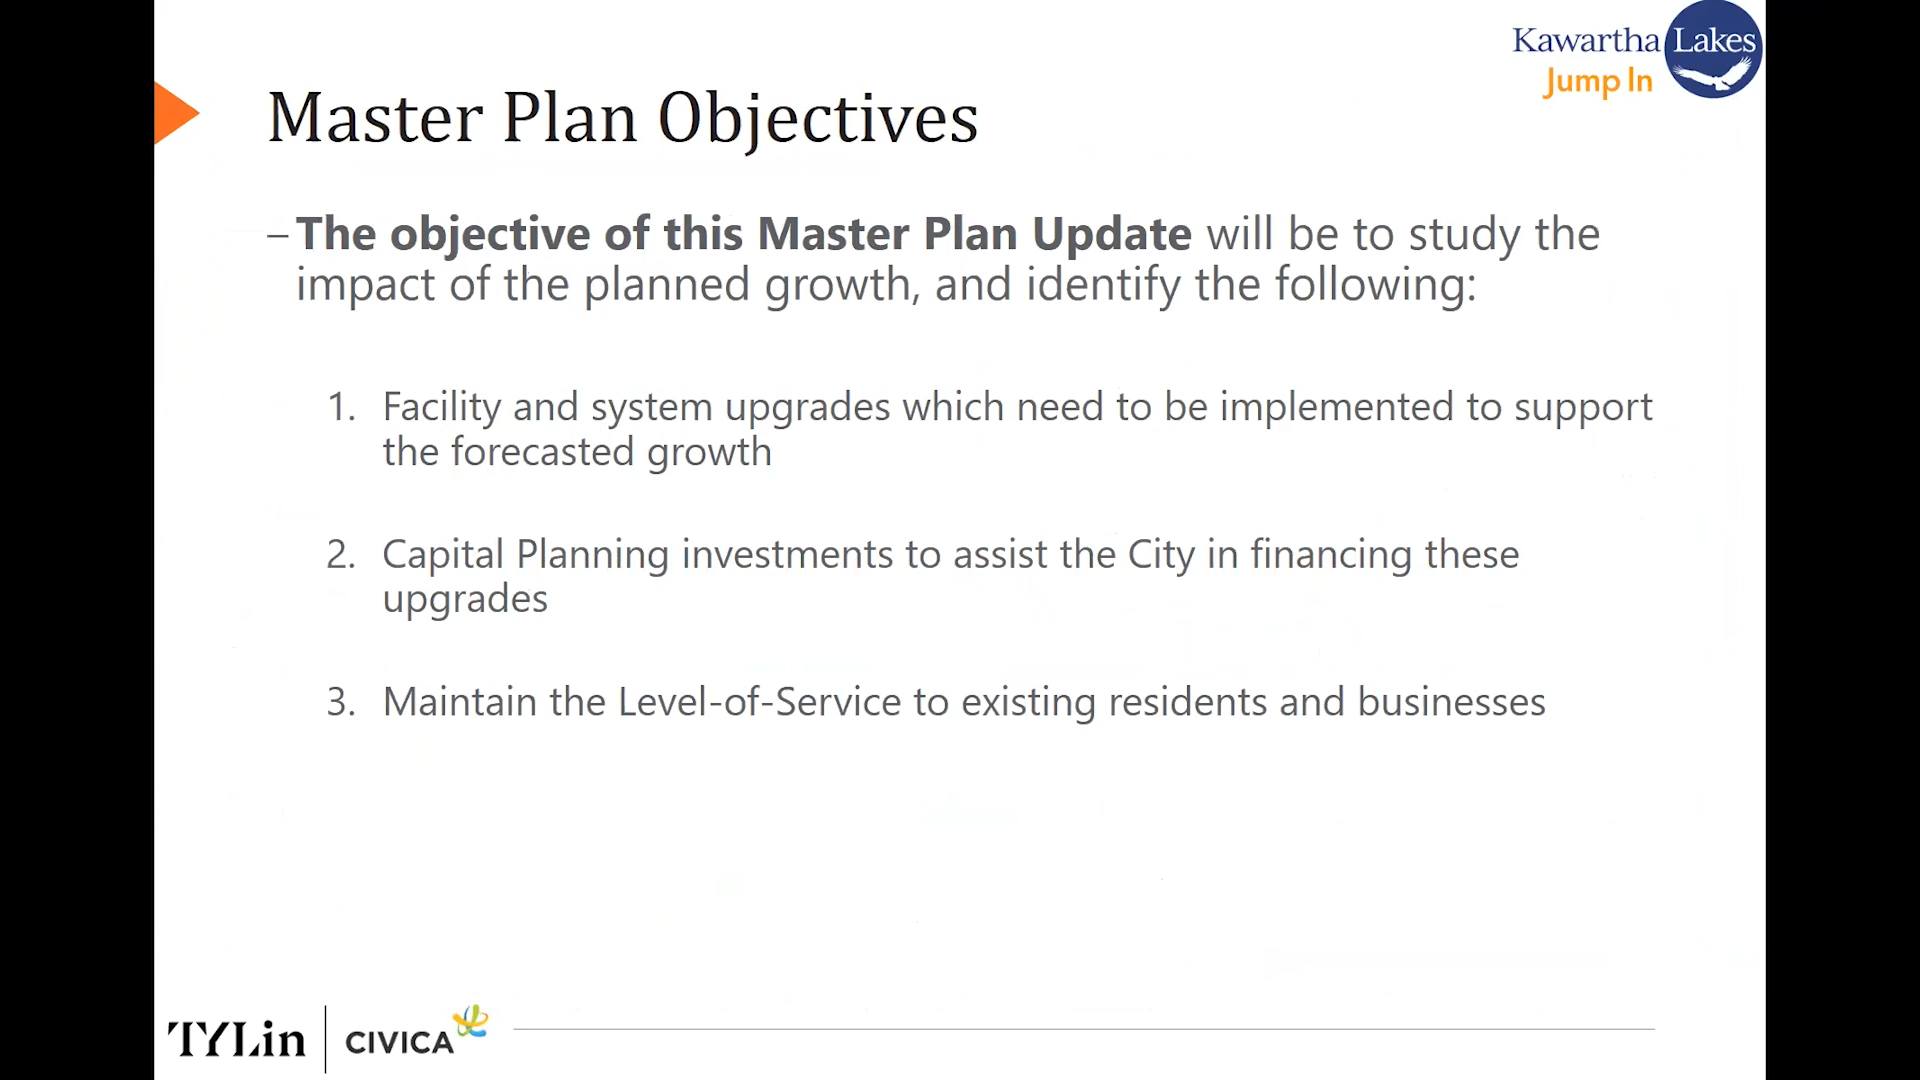 Kawartha Lakes
Jump In
Master Plan Objectives
– The objective of this Master Plan Update will be to study the
impact of the planned growth, and identify the following:
1. Facility and system upgrades which need to be implemented to support
the forecasted growth
2. Capital Planning investments to assist the City in financing these
upgrades
3. Maintain the Level-of-Service to existing residents and businesses
TYLin
CIVICA